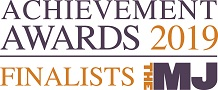 ACHIEVEMENT
AWARDS 2019
FINALISTS THE MJ